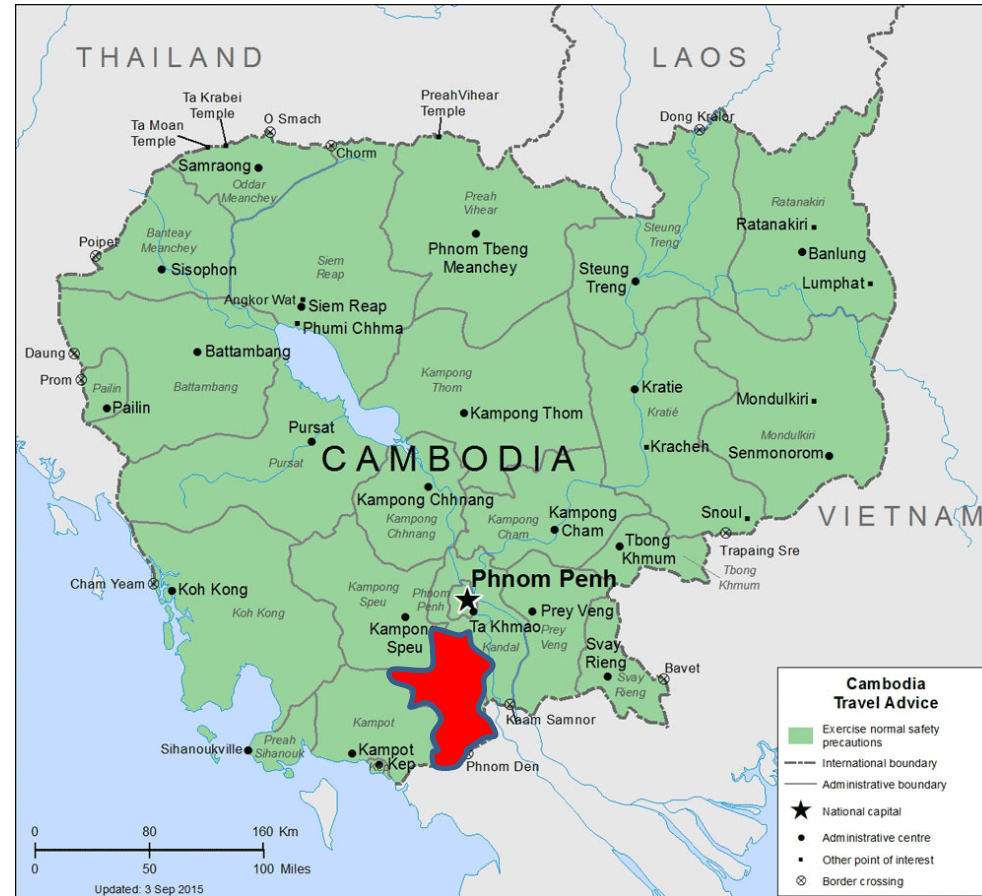 THAILAND
LAOS
Ta Krabei
Temple
O Smach
Preah Vihear
Temple
Ta Moan
Temple
Dong Kralor
Chorm
Samraong
Oddar
Meanchey
Preah
Vihear
Ratanakiri
Ratanakiri
Banteay
Meanchey
Steung
Treng
Poipet
Phnom Tbeng
Meanchey
Banlung
Sisophon
Siem
Reap
Steung
Treng
Lumphat
Angkor Wat
Siem Reap
Phumi Chhma
Daung
Battambang
Prom
Pailin
Battambang
Kampong
Thom
Kratie
Mondulkiri
Pailin
Kampong Thom
Kratié
Pursat
Kracheh
Mondulkiri
Pursat
CAMBODIA
Senmonorom
Kampong Chhnang
Snoul
VIETNAM
Kampong
Chhnang
Kampong
Cham
Kampong
Cham
Tbong
Khmum
Trapaing Sre
Tbong
Khmum
Phnom Penh
Cham Yeam
Koh Kong
Koh Kong
Kampong
Speu
Phnom
Penh
Prey Veng
Kampon
Speu
Ta Khmao
Prey
Veng
Kandal
Svay
Rieng
Svay
Rieng
Bavet
Kaam Samnor
Kampot
Sihanoukville
Preah
Sihanouk
Kampot
Kep
Kep
Phnom Den
Cambodia
Travel Advice
Exercise normal safety
precautions
International boundary
Administrative boundary
National capital
Administrative centre
Other point of interest
Border crossing
0 80 160 Km
0 50 100 Miles
Updated: 3 Sep 2015